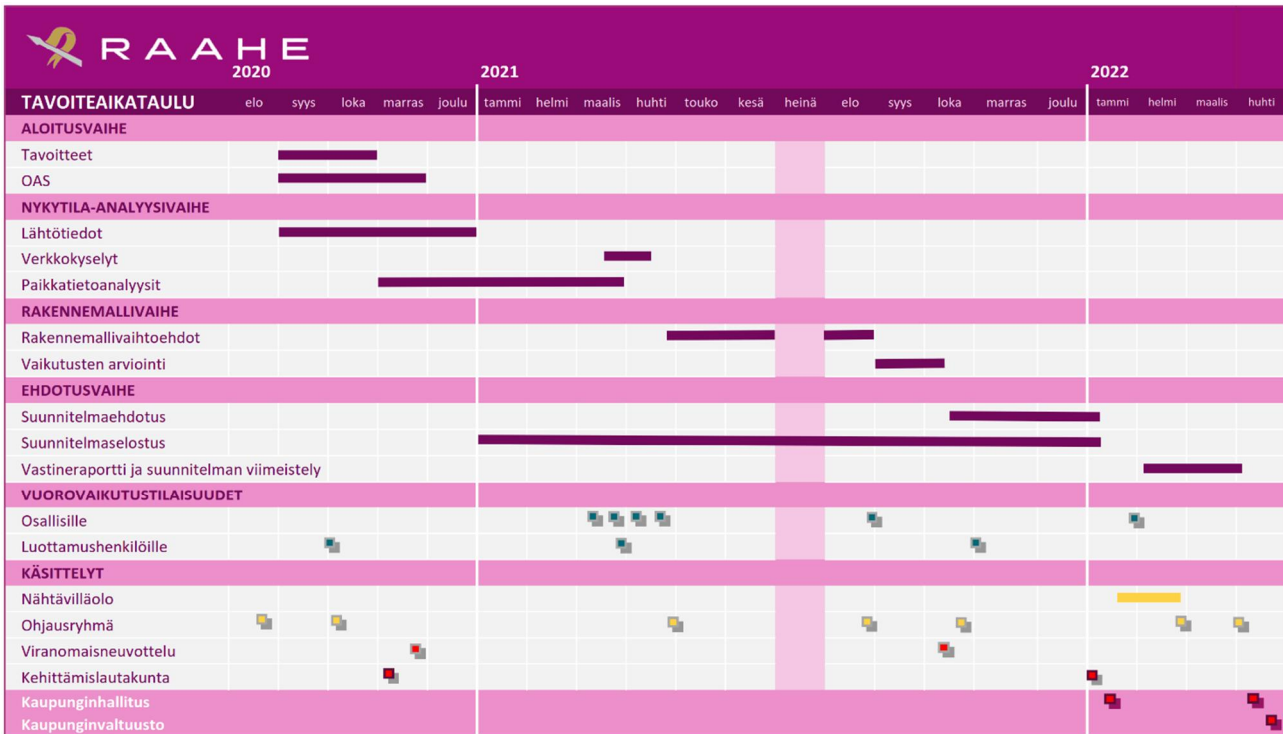 RAAHE
2020 2021 2022
TAVOITEAIKATAULU elo syys loka marras joulu tammi helmi maalis huhti touko kesä heinä elo syys loka marras joulu tammi helmi maalis huhti
ALOITUSVAIHE
Tavoitteet
OAS
NYKYTILA-ANALYYSIVAIHE
Lähtötiedot
Verkkokyselyt
Paikkatietoanalyysit
RAKENNEMALLIVAIHE
Rakennemallivaihtoehdot
Vaikutusten arviointi
EHDOTUSVAIHE
Suunnitelmaehdotus
Suunnitelmaselostus
Vastineraportti ja suunnitelman viimeistely
VUOROVAIKUTUSTILAISUUDET
Osallisille
Luottamushenkilöille
KÄSITTELYT
Nähtävilläolo
Ohjausryhmä
Viranomaisneuvottelu
Kehittämislautakunta
Kaupunginhallitus
Kaupunginvaltuusto